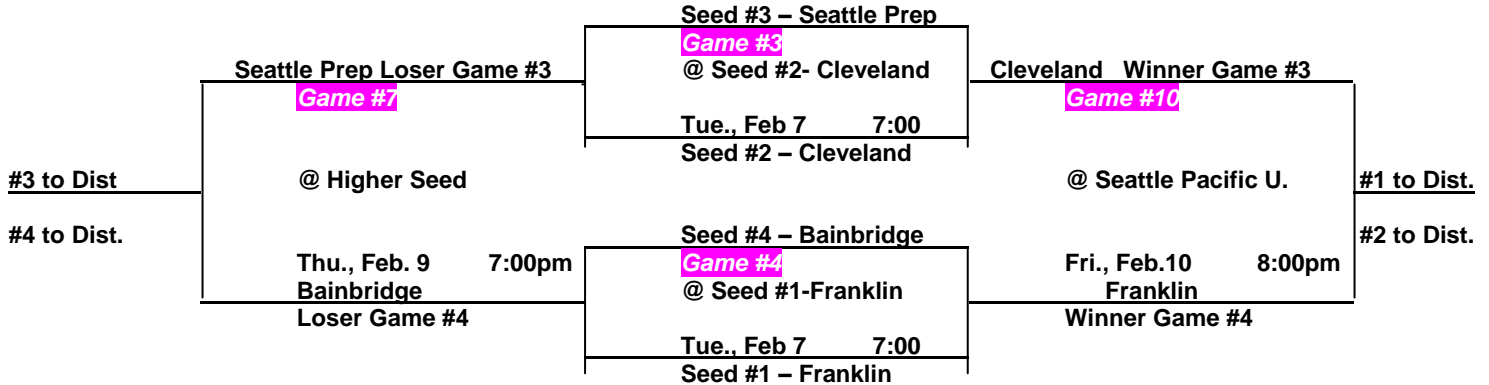 Seed #3 – Seattle Prep
Game #3
Seattle Prep Loser Game #3
@ Seed #2- Cleveland
Cleveland Winner Game #3
Game #7
Game #10
Tue., Feb 7 7:00
Seed #2 – Cleveland
#3 to Dist
@ Higher Seed
@ Seattle Pacific U.
#1 to Dist.
#4 to Dist.
Seed #4 – Bainbridge
#2 to Dist.
Thu., Feb. 9 7:00pm
Game #4
Fri., Feb.10 8:00pm
Bainbridge
@ Seed #1-Franklin
Franklin
Loser Game #4
Winner Game #4
Tue., Feb 7 7:00
Seed #1 – Franklin